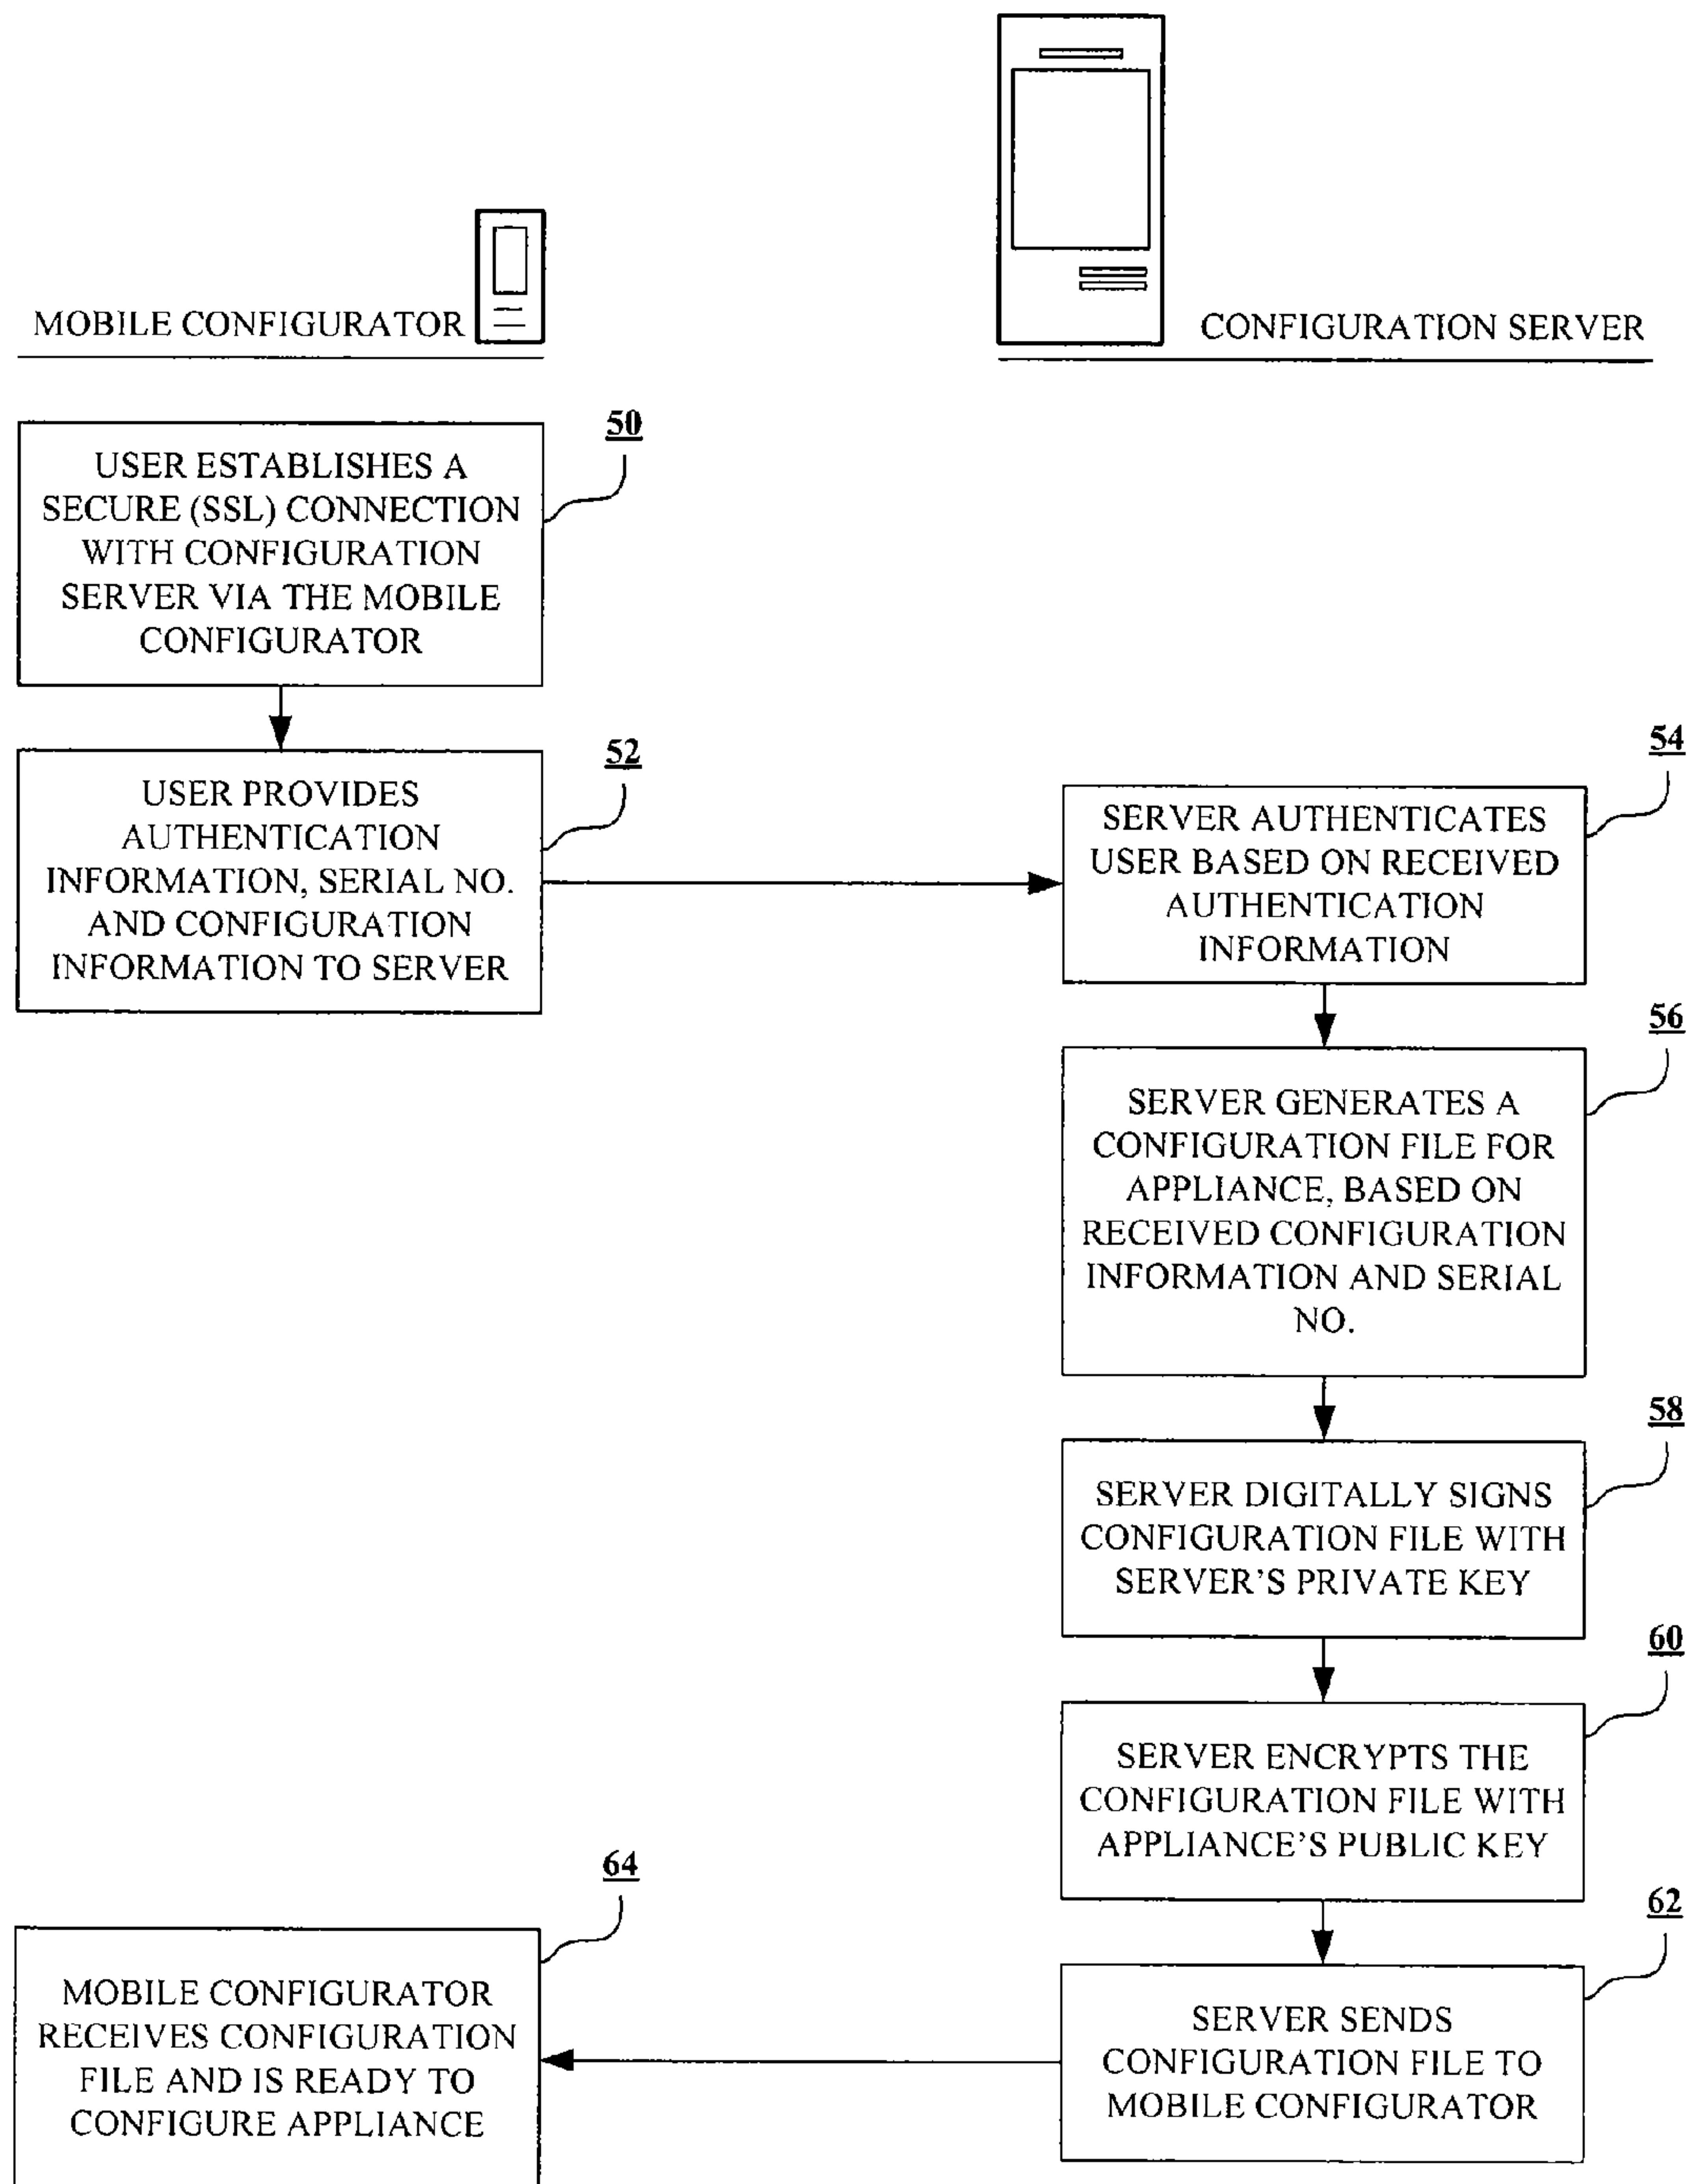 MOBILE CONFIGURATOR
CONFIGURATION SERVER
50
USER ESTABLISHES A
SECURE (SSL) CONNECTION
WITH CONFIGURATION
SERVER VIA THE MOBILE
CONFIGURATOR
52
USER PROVIDES
AUTHENTICATION
INFORMATION, SERIAL NO.
AND CONFIGURATION
INFORMATION TO SERVER
54
SERVER AUTHENTICATES
USER BASED ON RECEIVED
AUTHENTICATION
INFORMATION
56
SERVER GENERATES A
CONFIGURATION FILE FOR
APPLIANCE, BASED ON
RECEIVED CONFIGURATION
INFORMATION AND SERIAL
NO.
58
SERVER DIGITALLY SIGNS
CONFIGURATION FILE WITH
SERVER'S PRIVATE KEY
60
SERVER ENCRYPTS THE
CONFIGURATION FILE WITH
APPLIANCE'S PUBLIC KEY
62
SERVER SENDS
CONFIGURATION FILE TO
MOBILE CONFIGURATOR
64
MOBILE CONFIGURATOR
RECEIVES CONFIGURATION
FILE AND IS READY TO
CONFIGURE APPLIANCE